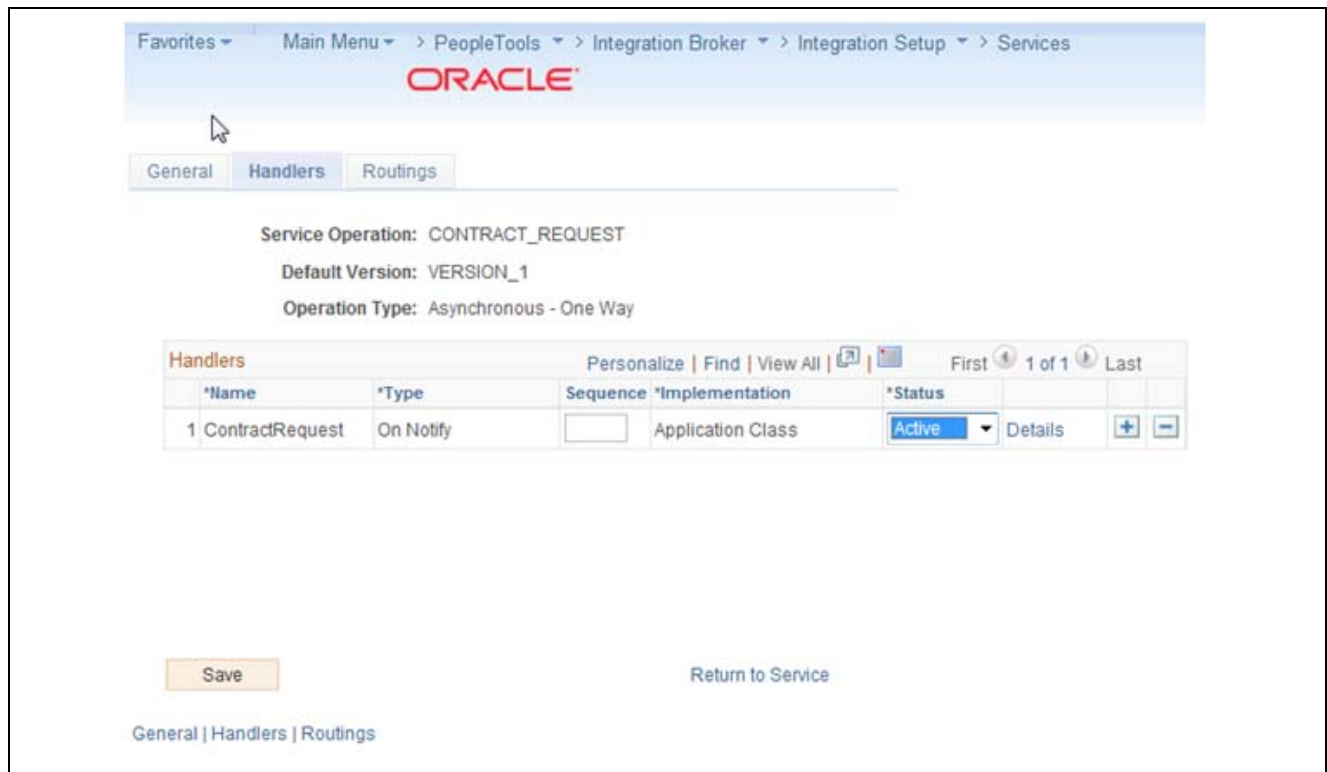 Favorites Main Menu > PeopleTools > Integration Broker > Integration Setup > Services
ORACLE
General Handlers Routings
Service Operation: CONTRACT_REQUEST
Default Version: VERSION_1
Operation Type: Asynchronous - One Way
Handlers Personalize | Find | View All | | First 1 of 1 Last
*Name *Type Sequence *Implementation *Status
1 ContractRequest On Notify Application Class Active Details
Save Return to Service
General | Handlers | Routings